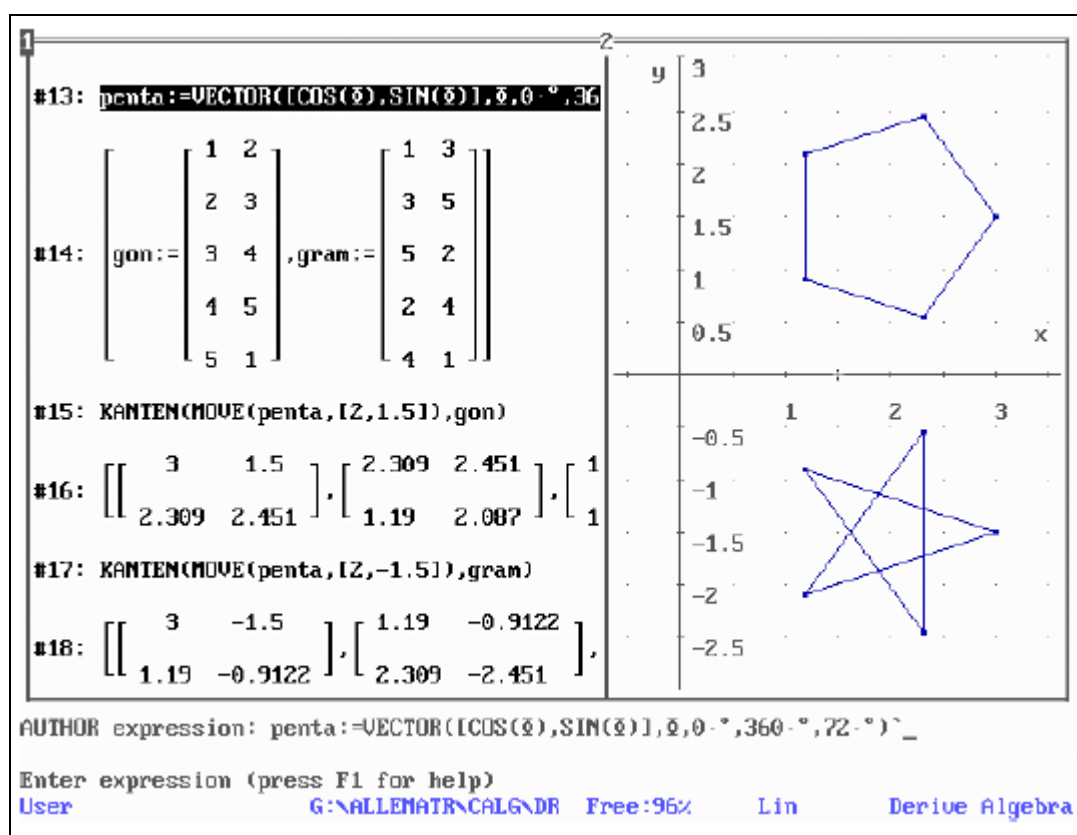 1
2
#13: penta:=VECTOR([COS(φ),SIN(φ)],φ,0·°,36
1 2 1 3
2 3 3 5
#14: gon:= 3 4 ,gram:= 5 2
4 5 2 4
5 1 4 1
#15: KANTEN(MOVE(penta,[2,1.5]),gon)
3 1.5 2.309 2.451 1
#16: , ,
2.309 2.451 1.19 2.087 1
#17: KANTEN(MOVE(penta,[2,-1.5]),gram)
3 -1.5 1.19 -0.9122
#18: , ,
1.19 -0.9122 2.309 -2.451
y 3
2.5
2
1.5
1
0.5
x
1 2 3
-0.5
-1
-1.5
-2
-2.5
AUTHOR expression: penta:=VECTOR([COS(φ),SIN(φ)],φ,0·°,360·°,72·°)`_
Enter expression (press F1 for help)
User G:\ALLEMATR\CALG\DR Free:96% Lin Derive Algebra